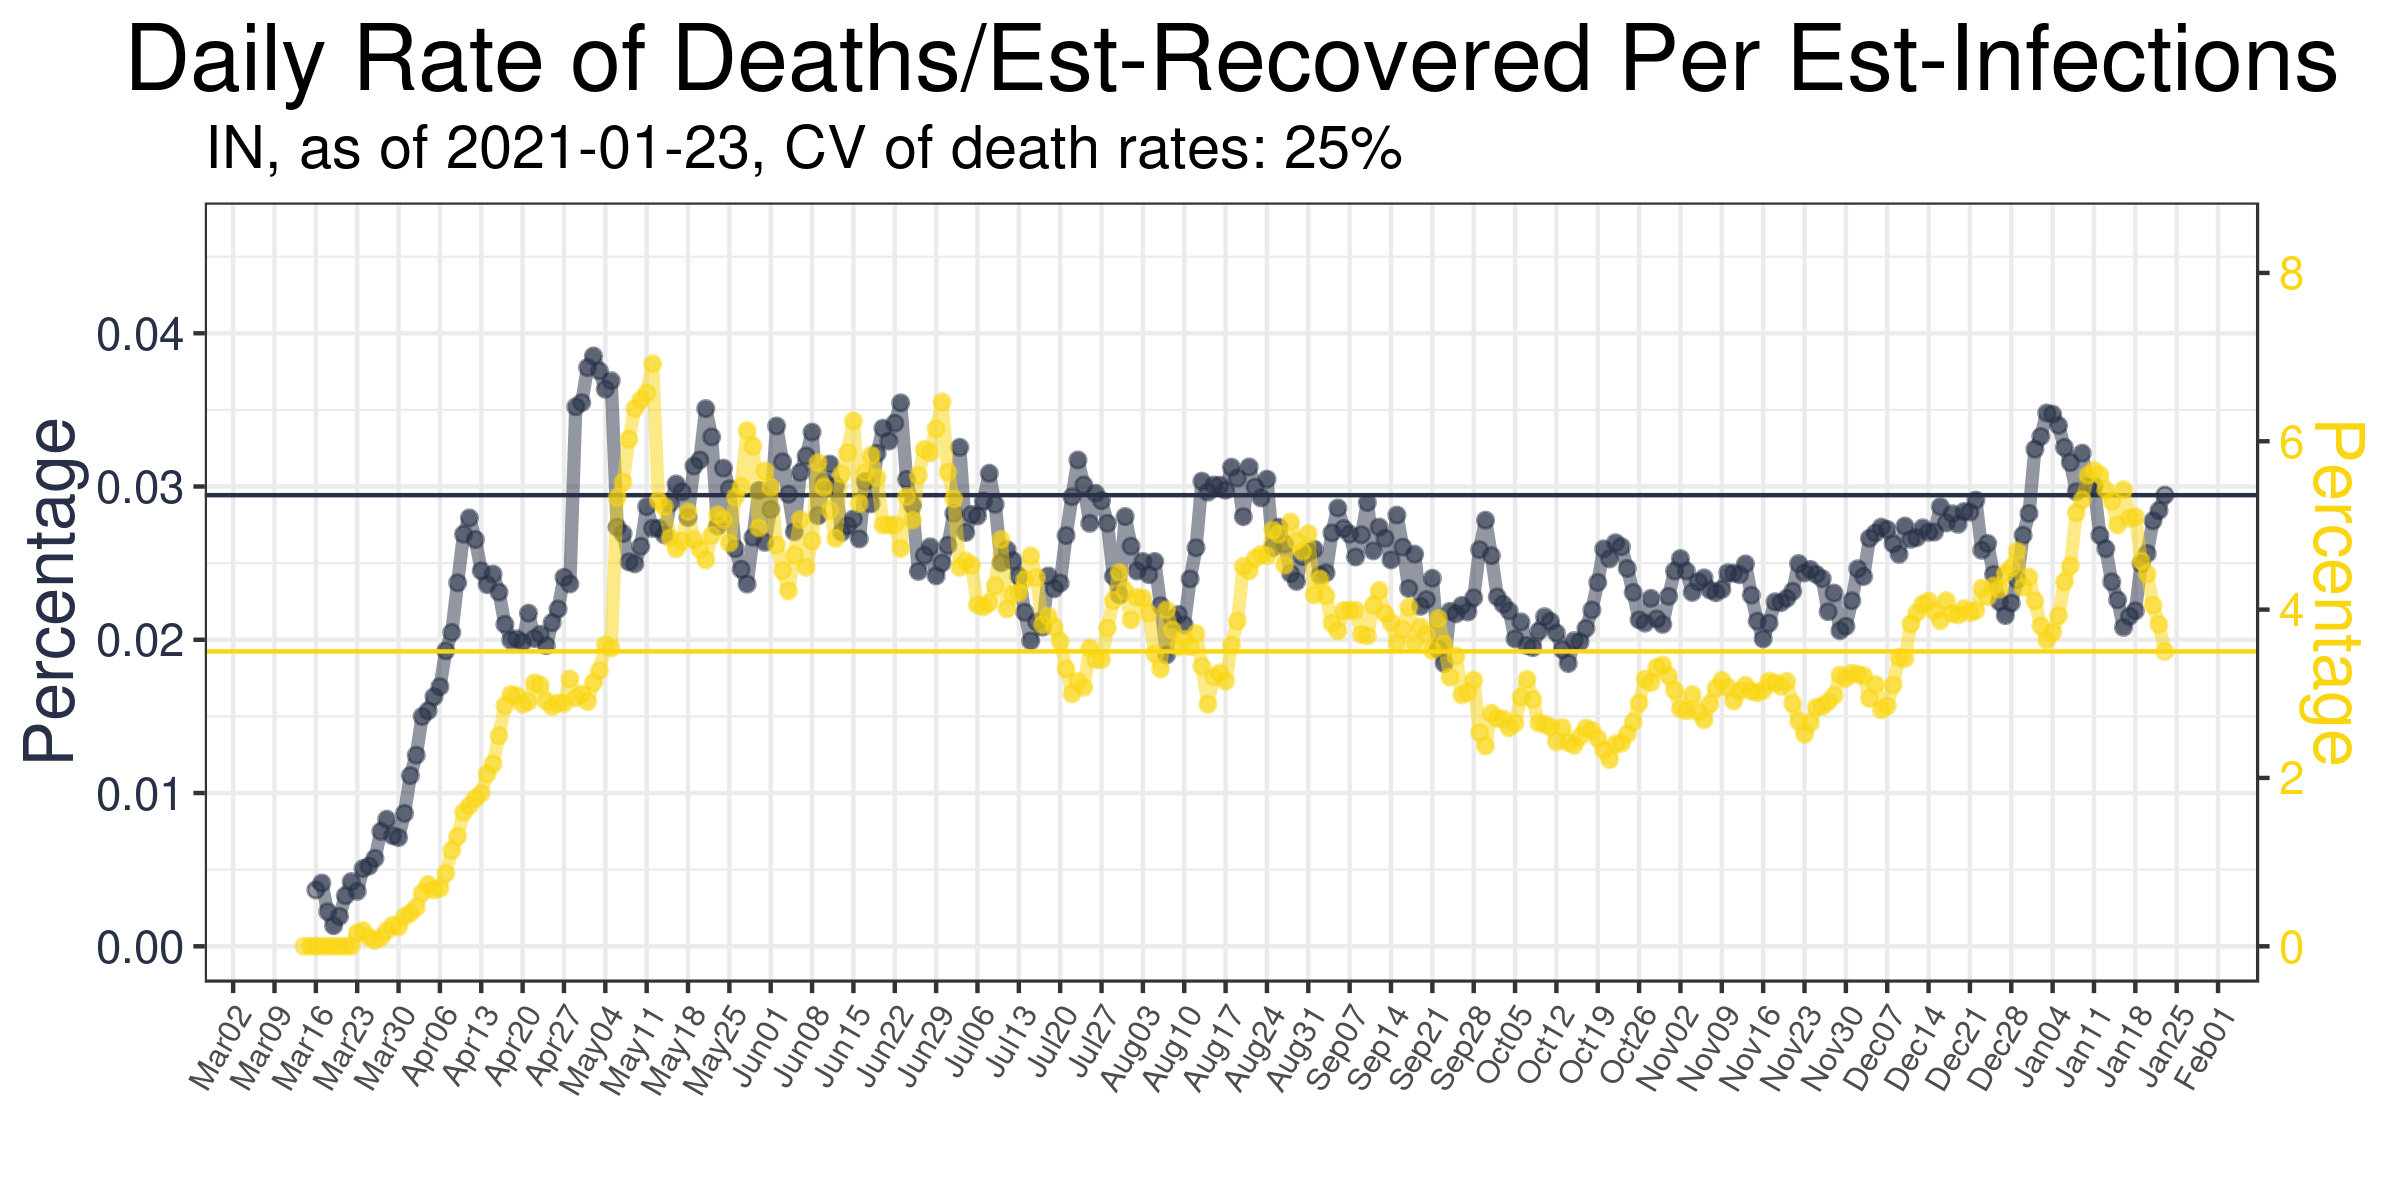 Daily Rate of Deaths/Est-Recovered Per Est-Infections
IN, as of 2021-01-23, CV of death rates: 25%
Percentage
0.04
0.03
0.02
0.01
0.00
8
6
4
2
0
Percentage
Mar02 Mar09 Mar16 Mar23 Mar30 Apr06 Apr13 Apr20 Apr27 May04 May11 May18 May25 Jun01 Jun08 Jun15 Jun22 Jun29 Jul06 Jul13 Jul20 Jul27 Aug03 Aug10 Aug17 Aug24 Aug31 Sep07 Sep14 Sep21 Sep28 Oct05 Oct12 Oct19 Oct26 Nov02 Nov09 Nov16 Nov23 Nov30 Dec07 Dec14 Dec21 Dec28 Jan04 Jan11 Jan18 Jan25 Feb01